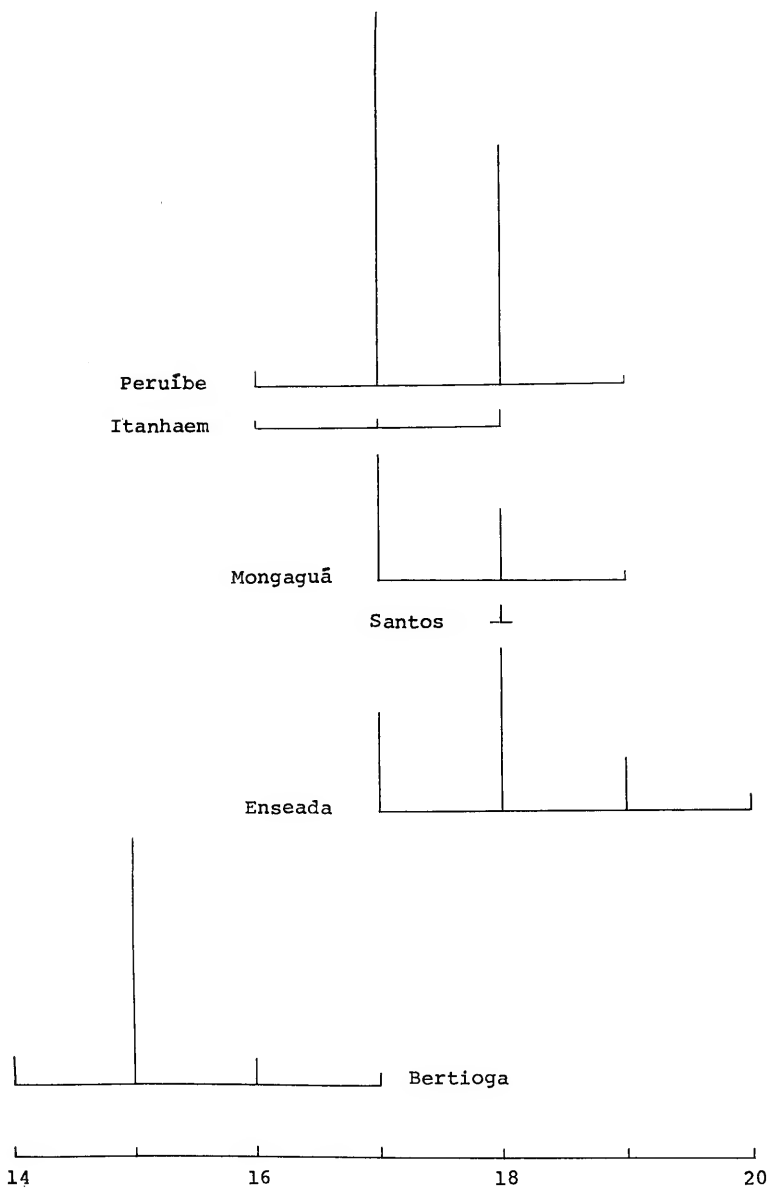 Peruíbe
Itanhaem
Mongaguá
Santos
Enseada
Bertioga
14 16 18 20